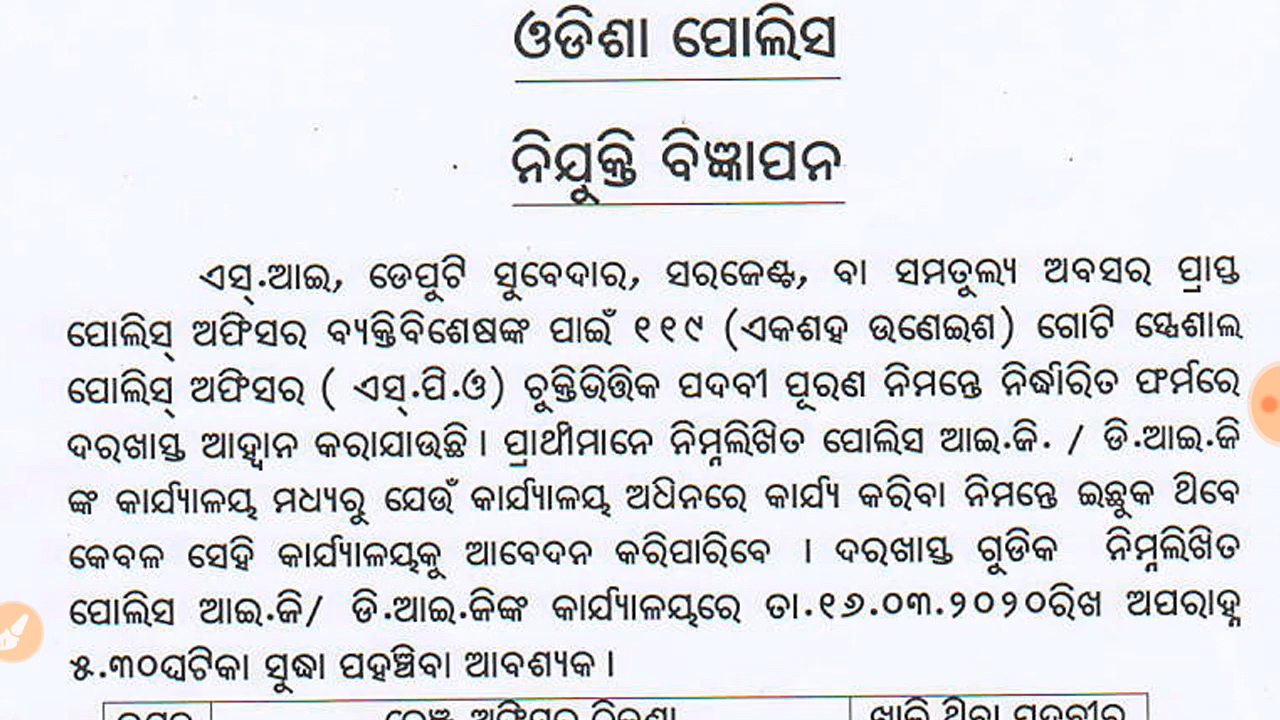 ଓଡିଶା ପୋଲିସ
ନିଯୁକ୍ତି ବିଜ୍ଞାପନ
ଏସ୍.ଆଇ, ଡେପୁଟି ସୁବେଦାର, ସରଜେଣ୍ଟ, ବା ସମତୁଲ୍ୟ ଅବସର ପ୍ରାପ୍ତ
ପୋଲିସ୍ ଅଫିସର ବ୍ୟକ୍ତିବିଶେଷଙ୍କ ପାଇଁ ୧୧୯ (ଏକଶହ ଉଣେଇଶ) ଗୋଟି ସ୍ପେଶାଲ
ପୋଲିସ୍ ଅଫିସର ( ଏସ୍.ପି.ଓ) ଚୁକ୍ତିଭିତ୍ତିକ ପଦବୀ ପୂରଣ ନିମନ୍ତେ ନିର୍ଦ୍ଧାରିତ ଫର୍ମରେ
ଦରଖାସ୍ତ ଆହ୍ୱାନ କରାଯାଉଛି । ପ୍ରାର୍ଥୀମାନେ ନିମ୍ନଲିଖିତ ପୋଲିସ ଆଇ.ଜି. / ଡି.ଆଇ.ଜି
ଙ୍କ କାର୍ଯ୍ୟାଳୟ ମଧ୍ୟରୁ ଯେଉଁ କାର୍ଯ୍ୟାଳୟ ଅଧିନରେ କାର୍ଯ୍ୟ କରିବା ନିମନ୍ତେ ଇଚ୍ଛୁକ ଥିବେ
କେବଳ ସେହି କାର୍ଯ୍ୟାଳୟକୁ ଆବେଦନ କରିପାରିବେ । ଦରଖାସ୍ତ ଗୁଡିକ ନିମ୍ନଲିଖିତ
ପୋଲିସ ଆଇ.ଜି/ ଡି.ଆଇ.ଜିଙ୍କ କାର୍ଯ୍ୟାଳୟରେ ତା.୧୬.୦୩.୨୦୨୦ରିଖ ଅପରାହ୍ନ
୫.୩୦ଘଟିକା ସୁଦ୍ଧା ପହଞ୍ଚିବା ଆବଶ୍ୟକ ।